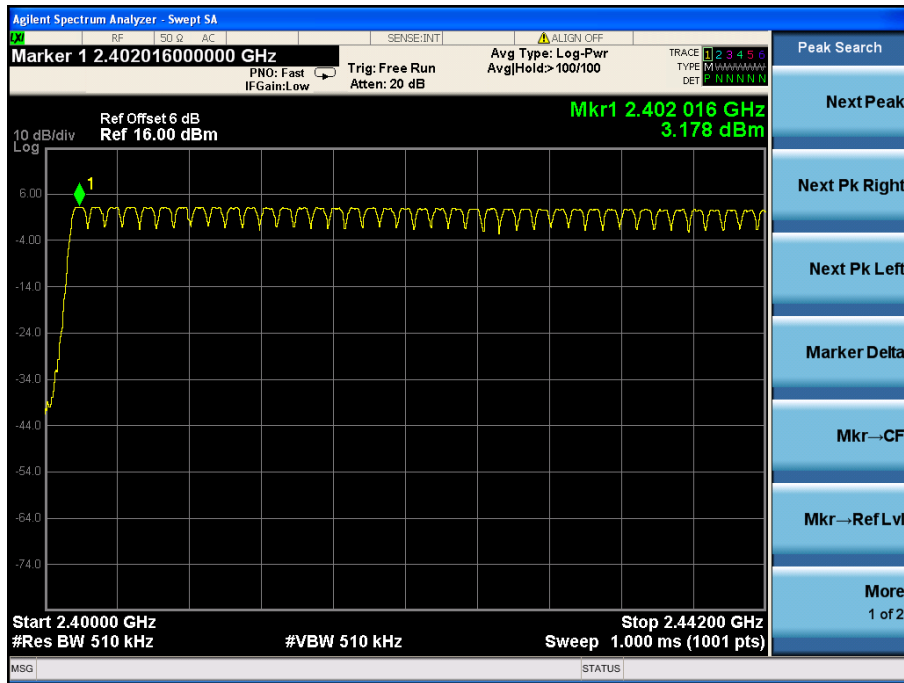 Agilent Spectrum Analyzer - Swept SA
LXI RF 50 Ω AC SENSE:INT ALIGN OFF
Marker 1 2.402016000000 GHz
PNO: Fast
IFGain:Low
Trig: Free Run
Atten: 20 dB
Avg Type: Log-Pwr
Avg|Hold:>100/100
TRACE 1 2 3 4 5 6
TYPE M WWWWW
DET P N N N N N
Peak Search
Mkr1 2.402 016 GHz
3.178 dBm
Ref Offset 6 dB
10 dB/div Ref 16.00 dBm
Log
1
6.00
-4.00
-14.0
-24.0
-34.0
-44.0
-54.0
-64.0
-74.0
Start 2.40000 GHz
Stop 2.44200 GHz
#Res BW 510 kHz
#VBW 510 kHz
Sweep 1.000 ms (1001 pts)
Next Peak
Next Pk Right
Next Pk Left
Marker Delta
Mkr→CF
Mkr→Ref Lvl
More
1 of 2
MSG
STATUS